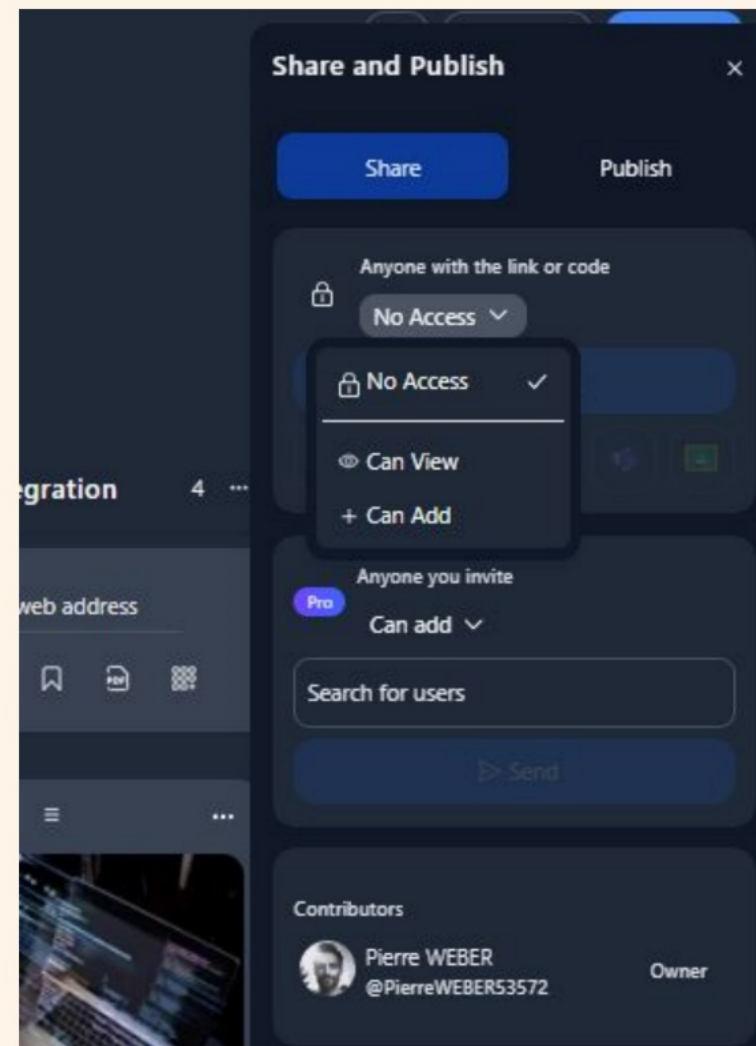 Share and Publish
Share
Publish
Anyone with the link or code
No Access
No Access
Can View
+ Can Add
egration 4 ...
Anyone you invite
Pro
Can add
web address
PDF
Search for users
Send
...
Contributors
Pierre WEBER
@PierreWEBER53572
Owner